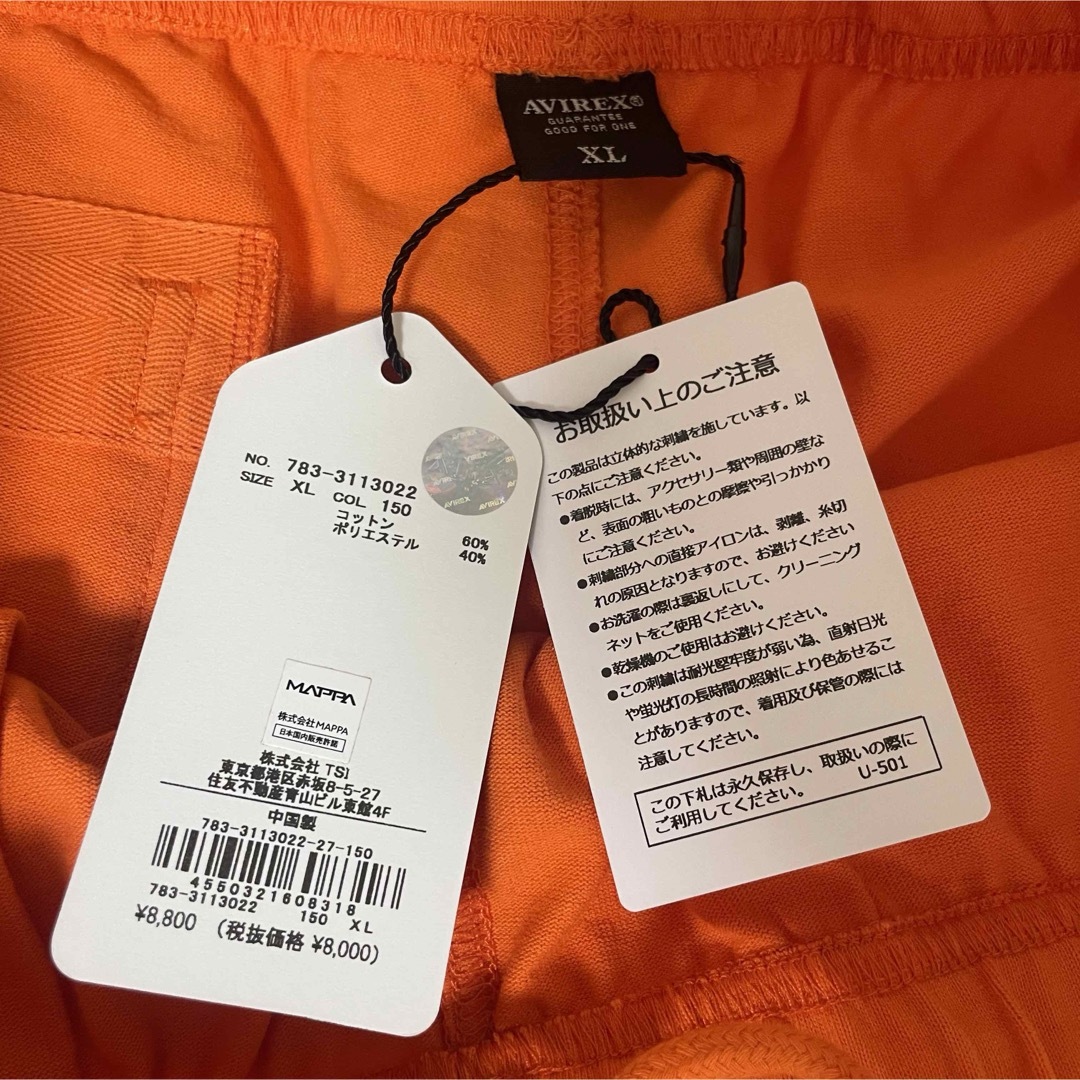 AVIREX®
GUARANTEE
GOOD FOR ONE
XL
NO. 783-3113022
SIZE XL COL 150
コットン 60%
ポリエステル 40%
AVIREX
AVIREX
MAPPA
株式会社MAPPA
日本国内販売許諾
株式会社 TSI
東京都港区赤坂8-5-27
住友不動産青山ビル東館4F
中国製
783-3113022-27-150
4550321608318
783-3113022 150 XL
¥8,800 (税抜価格 ¥8,000)
お取扱い上のご注意
この製品は立体的な刺繍を施しています。以
下の点にご注意ください。
●着脱時には、アクセサリー類や周囲の壁な
ど、表面の粗いものとの摩擦や引っかかり
にご注意ください。
●刺繍部分への直接アイロンは、剥離、糸切
れの原因となりますので、お避けください
●お洗濯の際は裏返しにして、クリーニング
ネットをご使用ください。
●乾燥機のご使用はお避けください。
●この刺繍は耐光堅牢度が弱い為、直射日光
や蛍光灯の長時間の照射により色あせるこ
とがありますので、着用及び保管の際には
注意してください。
この下札は永久保存し、取扱いの際に
ご利用してください。 U-501